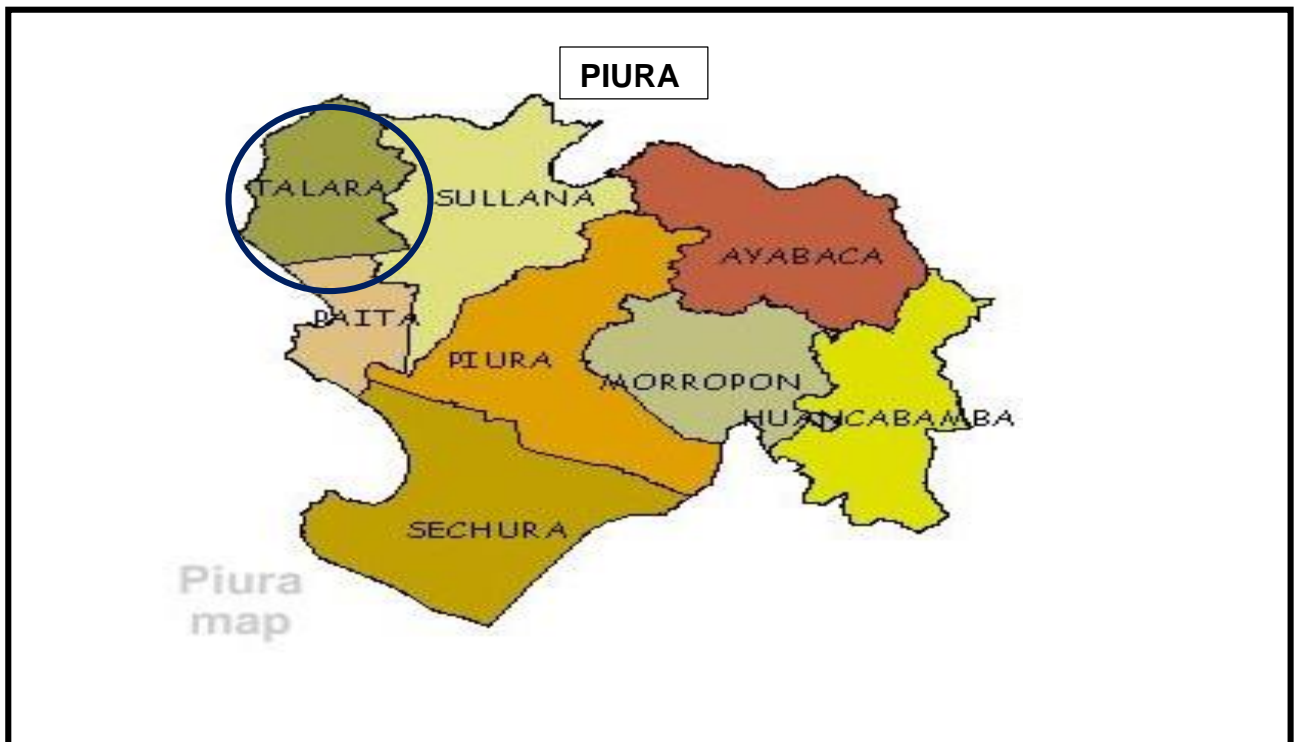 PIURA
TALARA
SULLANA
AYABACA
PAITA
PIURA
MORROPON
HUANCABAMBA
SECHURA
Piura
map